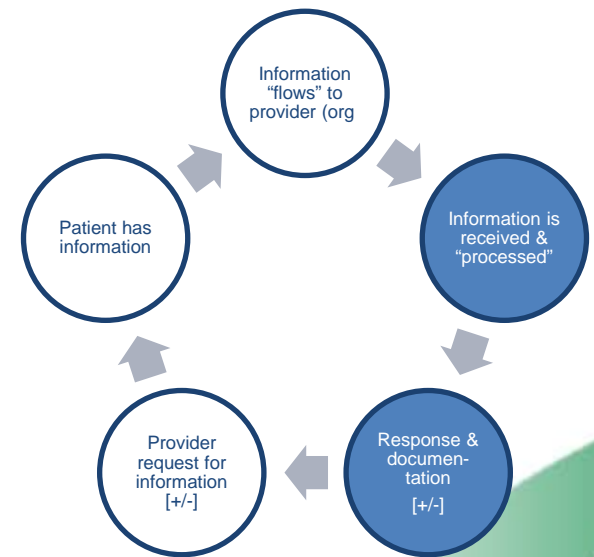 Information
“flows” to
provider (org
Information is
received &
“processed”
Response &
documen-
tation
[+/-]
Provider
request for
information
[+/-]
Patient has
information